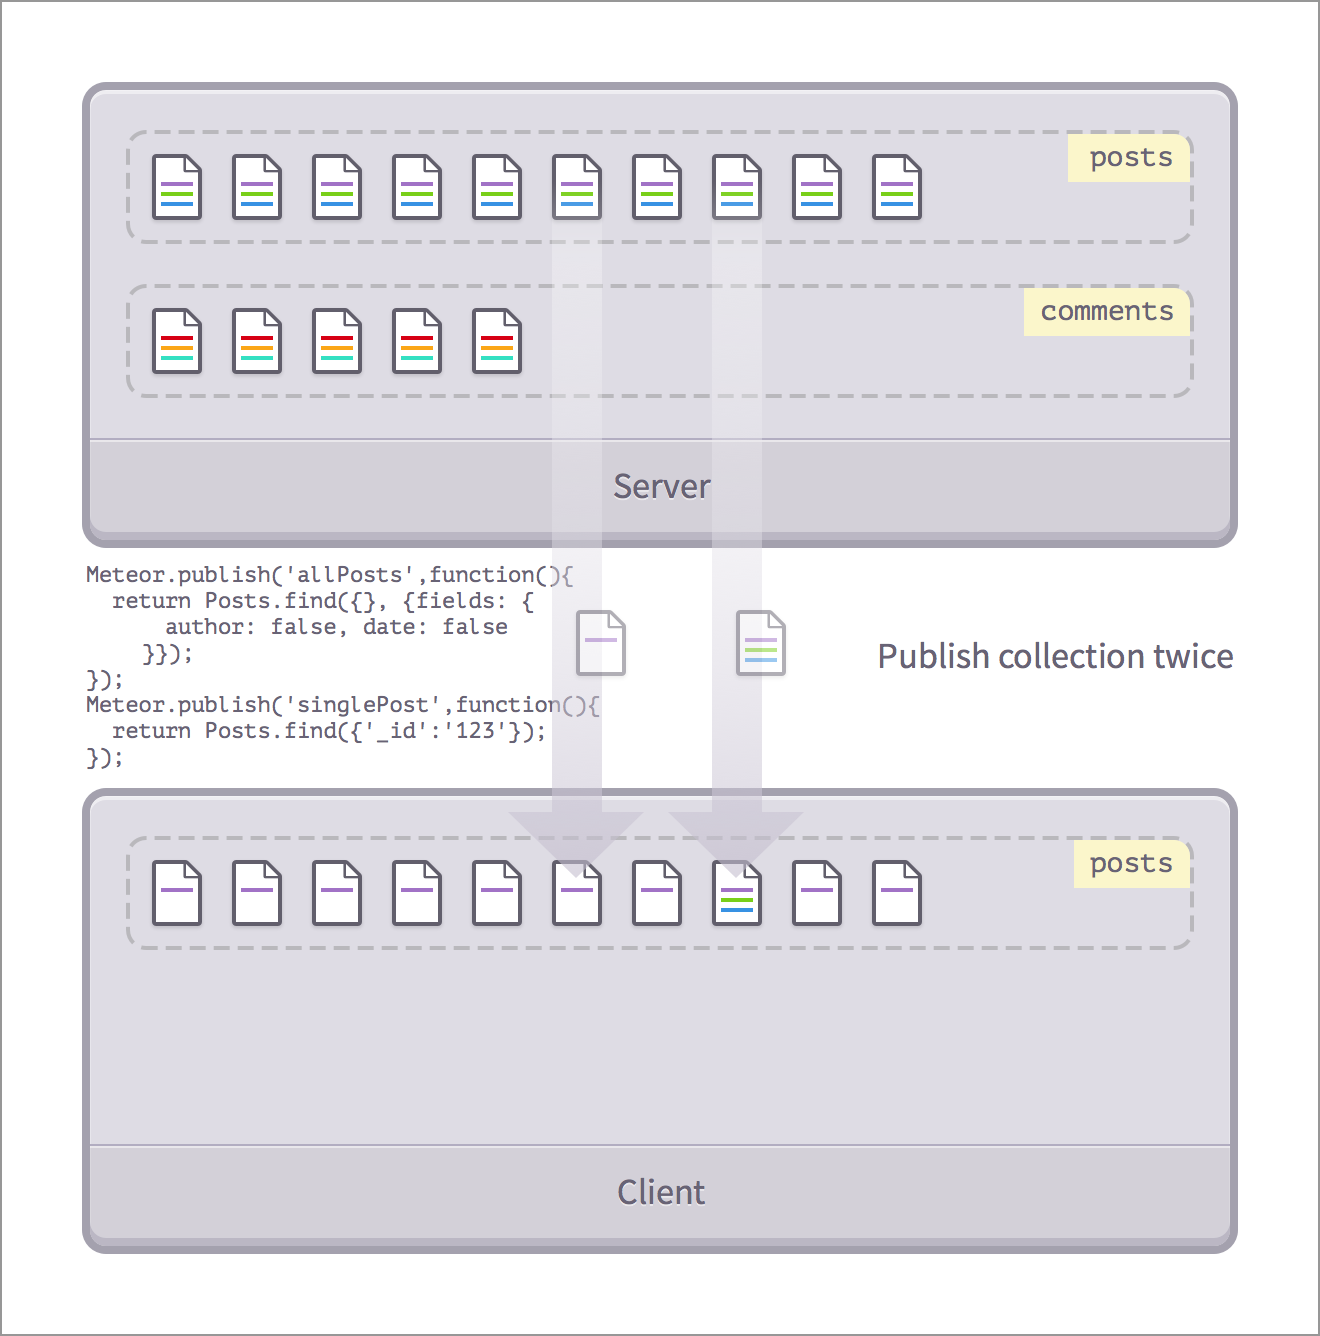 posts
comments
Server
Meteor.publish('allPosts',function(){
  return Posts.find({}, {fields: {
      author: false, date: false
    }});
});
Meteor.publish('singlePost',function(){
  return Posts.find({'_id':'123'});
});
Publish collection twice
posts
Client